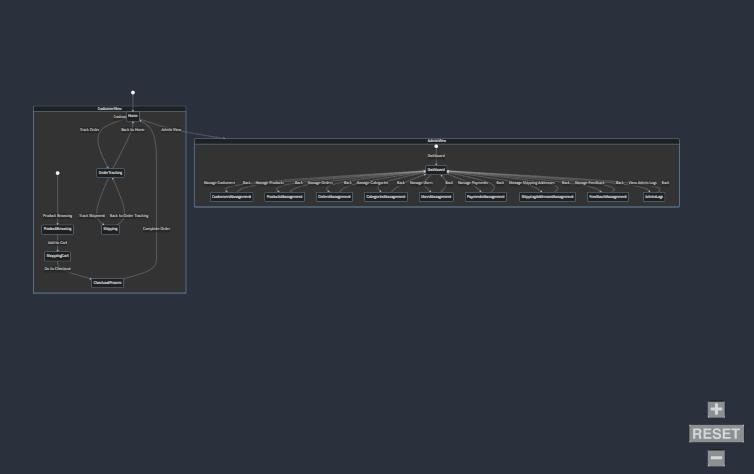 CustomerView
Home
Track Order
Back to Home
Admin View
OrderTracking
Product Browsing
Track Shipment
Back to Order Tracking
ProductBrowsing
Shipping
Complete Order
Add to Cart
ShoppingCart
Go to Checkout
CheckoutProcess
AdminView
Dashboard
Dashboard
Manage Customers
Back
Manage Products
Back
Manage Orders
Back
Manage Categories
Back
Manage Users
Back
Manage Payments
Back
Manage Shipping Addresses
Back
Manage Feedback
Back
View Admin Logs
Back
CustomersManagement
ProductsManagement
OrdersManagement
CategoriesManagement
UsersManagement
PaymentsManagement
ShippingAddressesManagement
FeedbackManagement
AdminLogs
+
RESET
−